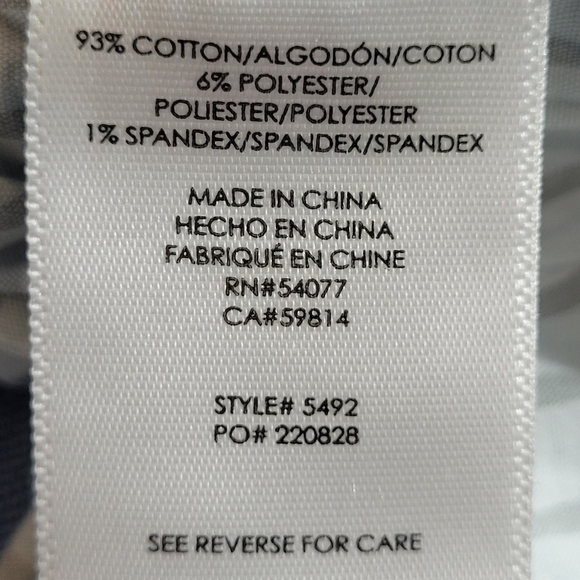 93% COTTON/ALGODÓN/COTON
6% POLYESTER/
POLIESTER/POLYESTER
1% SPANDEX/SPANDEX/SPANDEX
MADE IN CHINA
HECHO EN CHINA
FABRIQUÉ EN CHINE
RN#54077
CA#59814
STYLE# 5492
PO# 220828
SEE REVERSE FOR CARE